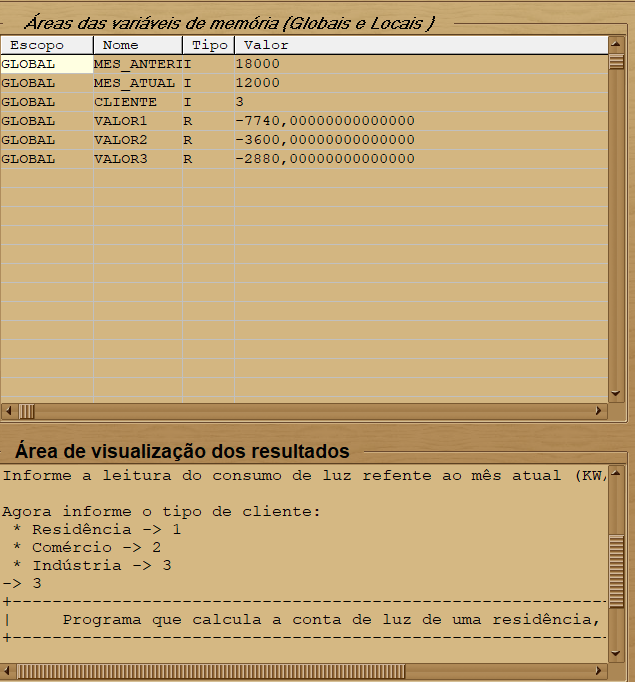 Áreas das variáveis de memória (Globais e Locais )
Escopo Nome Tipo Valor
GLOBAL MES_ANTERII 18000
GLOBAL MES_ATUAL I 12000
GLOBAL CLIENTE I 3
GLOBAL VALOR1 R -7740,00000000000000
GLOBAL VALOR2 R -3600,00000000000000
GLOBAL VALOR3 R -2880,00000000000000
Área de visualização dos resultados
Informe a leitura do consumo de luz refente ao mês atual (KW/
Agora informe o tipo de cliente:
* Residência -> 1
* Comércio -> 2
* Indústria -> 3
-> 3
+------------------------------------------------------------
| Programa que calcula a conta de luz de uma residência,
+------------------------------------------------------------